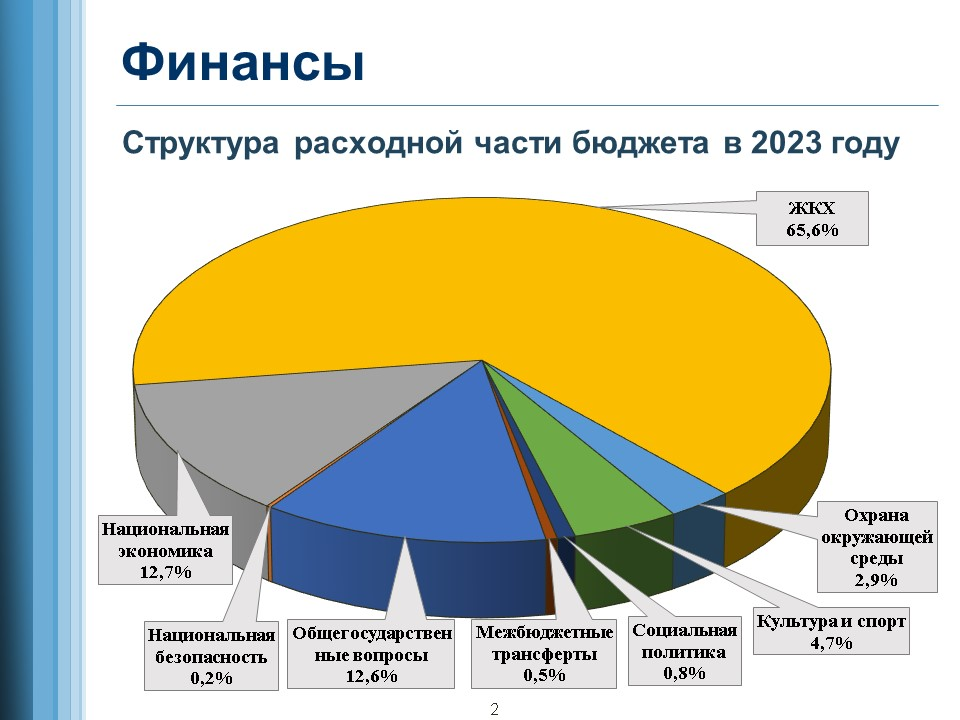 Финансы
Структура расходной части бюджета в 2023 году
ЖКХ
65,6%
Охрана
окружающей
среды
2,9%
Национальная
экономика
12,7%
Культура и спорт
4,7%
Социальная
политика
0,8%
Межбюджетные
трансферты
0,5%
Общегосударствен
ные вопросы
12,6%
Национальная
безопасность
0,2%
2